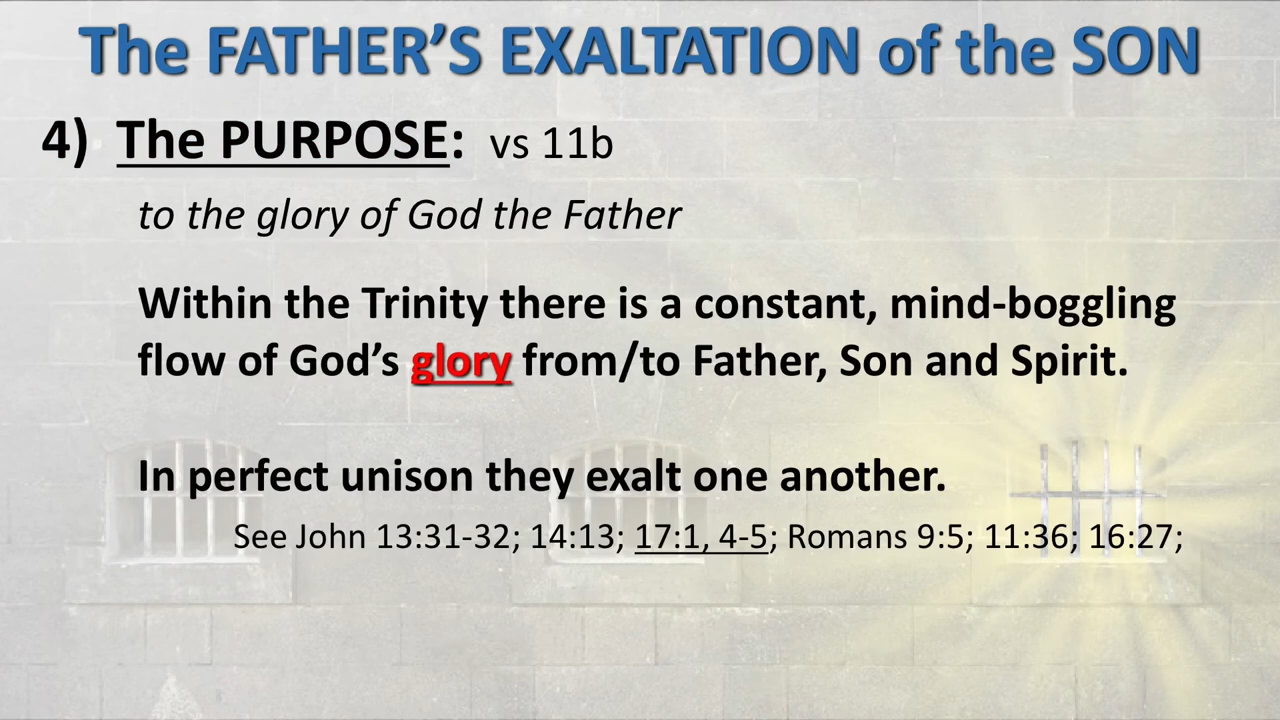 The FATHER’S EXALTATION of the SON
4) The PURPOSE: vs 11b
to the glory of God the Father
Within the Trinity there is a constant, mind-boggling
flow of God’s glory from/to Father, Son and Spirit.
In perfect unison they exalt one another.
See John 13:31-32; 14:13; 17:1, 4-5; Romans 9:5; 11:36; 16:27;